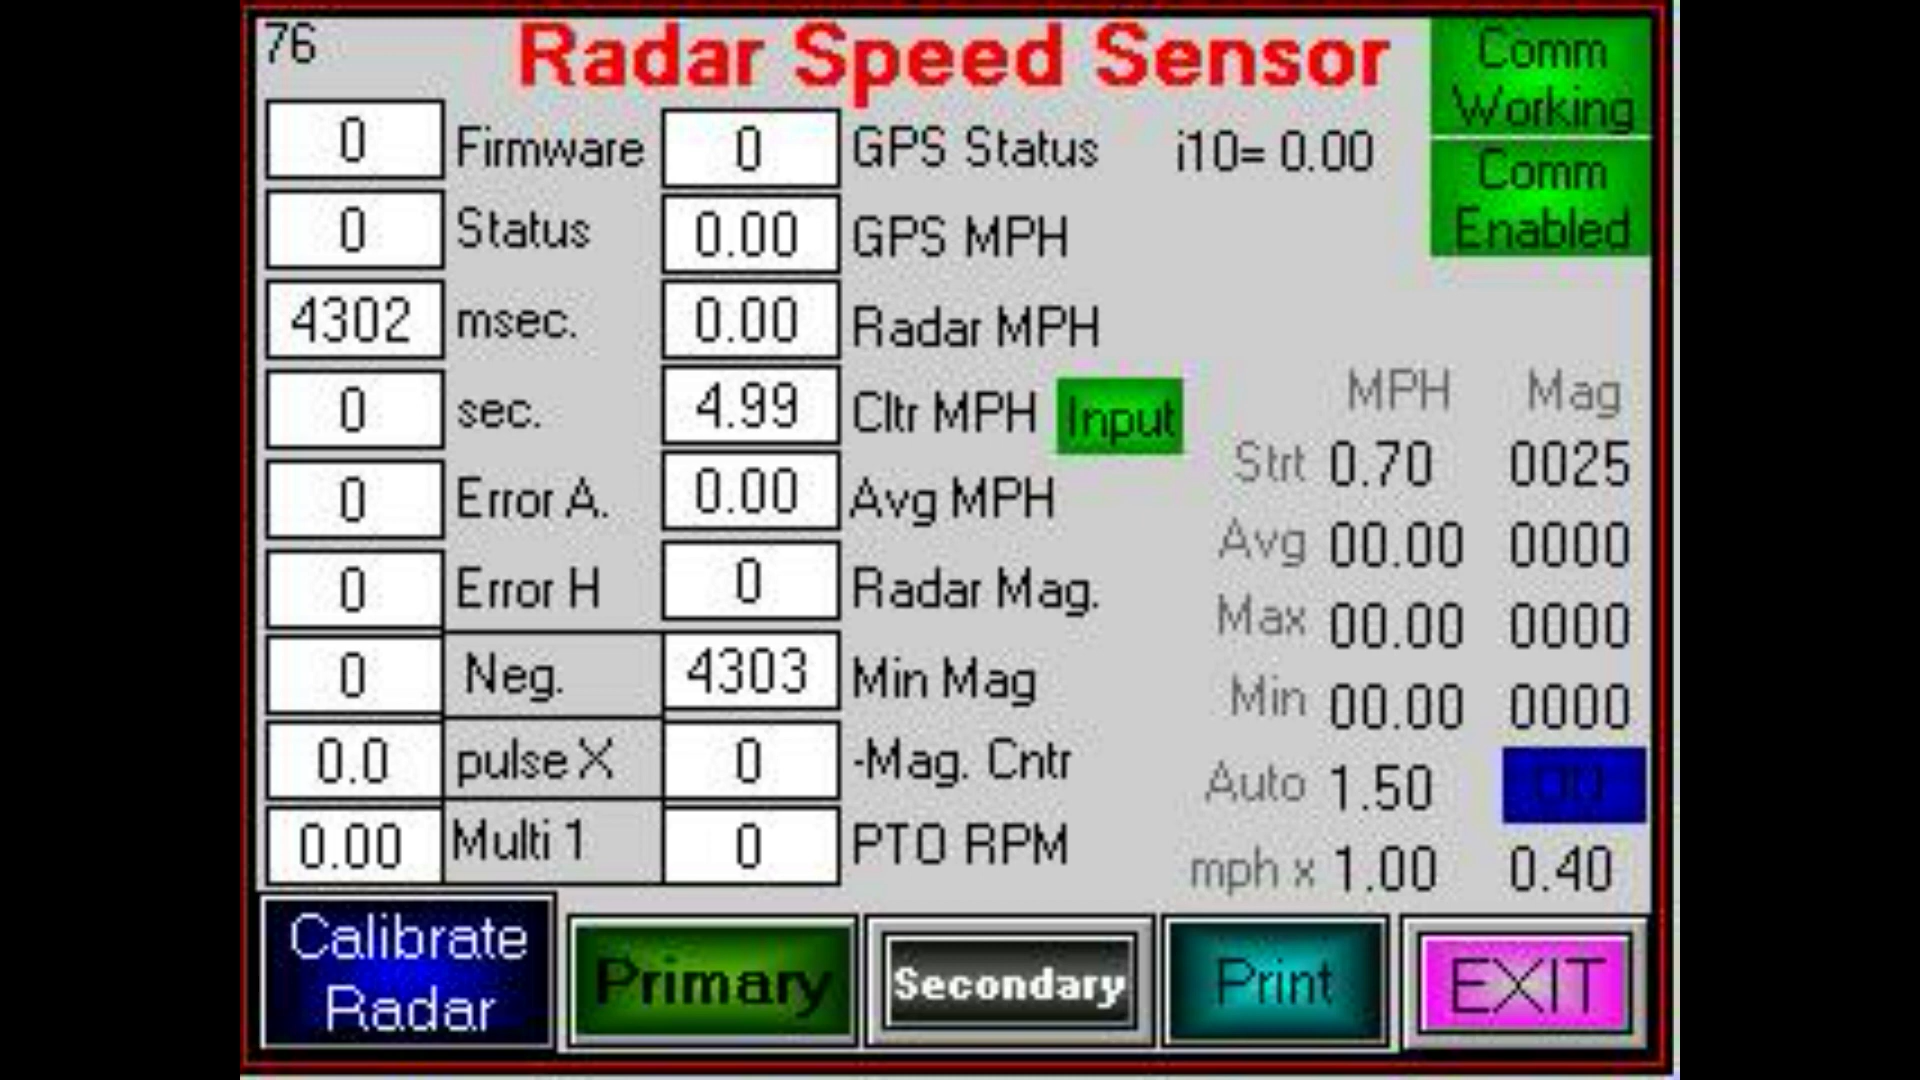 76
Radar Speed Sensor
Comm
Working
0 Firmware 0 GPS Status i10= 0.00
Comm
Enabled
0 Status 0.00 GPS MPH
4302 msec. 0.00 Radar MPH
MPH Mag
0 sec. 4.99 Cltr MPH Input
Strt 0.70 0025
0 Error A. 0.00 Avg MPH
Avg 00.00 0000
0 Error H 0 Radar Mag.
Max 00.00 0000
0 Neg. 4303 Min Mag
Min 00.00 0000
0.0 pulse X 0 -Mag. Cntr
Auto 1.50
0.00 Multi 1 0 PTO RPM
mph x 1.00 0.40
Calibrate
Radar
Primary
Secondary
Print
EXIT